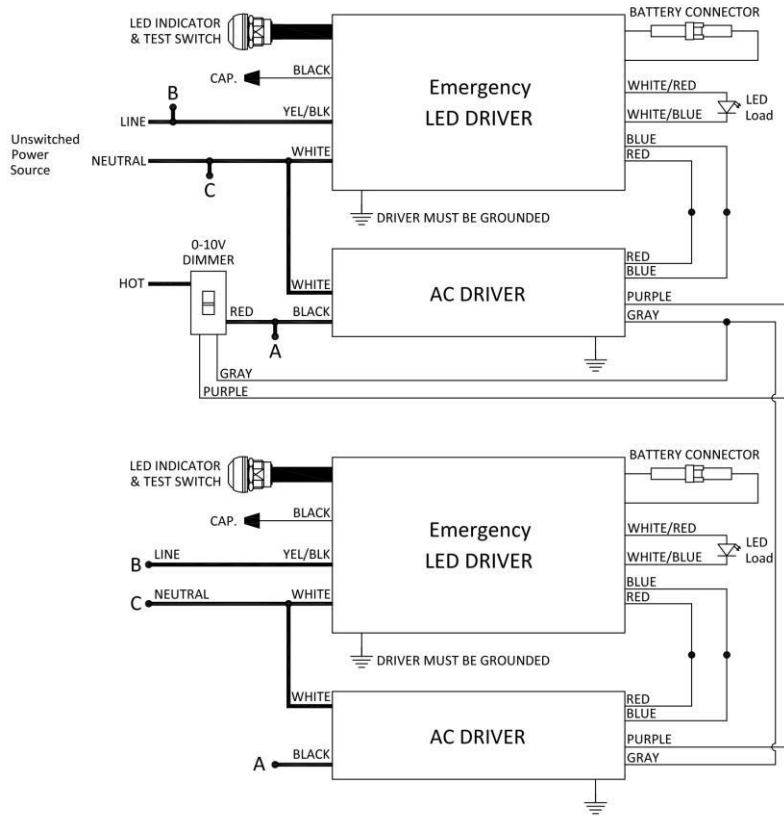 LED INDICATOR
& TEST SWITCH
BATTERY CONNECTOR
CAP.
BLACK
Emergency
LED DRIVER
WHITE/RED
LED
Load
B
LINE
YEL/BLK
WHITE/BLUE
Unswitched
Power
Source
NEUTRAL
WHITE
BLUE
RED
C
DRIVER MUST BE GROUNDED
0-10V
DIMMER
HOT
WHITE
AC DRIVER
RED
BLUE
PURPLE
RED
BLACK
GRAY
A
GRAY
PURPLE
LED INDICATOR
& TEST SWITCH
BATTERY CONNECTOR
CAP.
BLACK
Emergency
LED DRIVER
WHITE/RED
LED
Load
B
LINE
YEL/BLK
WHITE/BLUE
C
NEUTRAL
WHITE
BLUE
RED
DRIVER MUST BE GROUNDED
WHITE
AC DRIVER
RED
BLUE
PURPLE
A
BLACK
GRAY